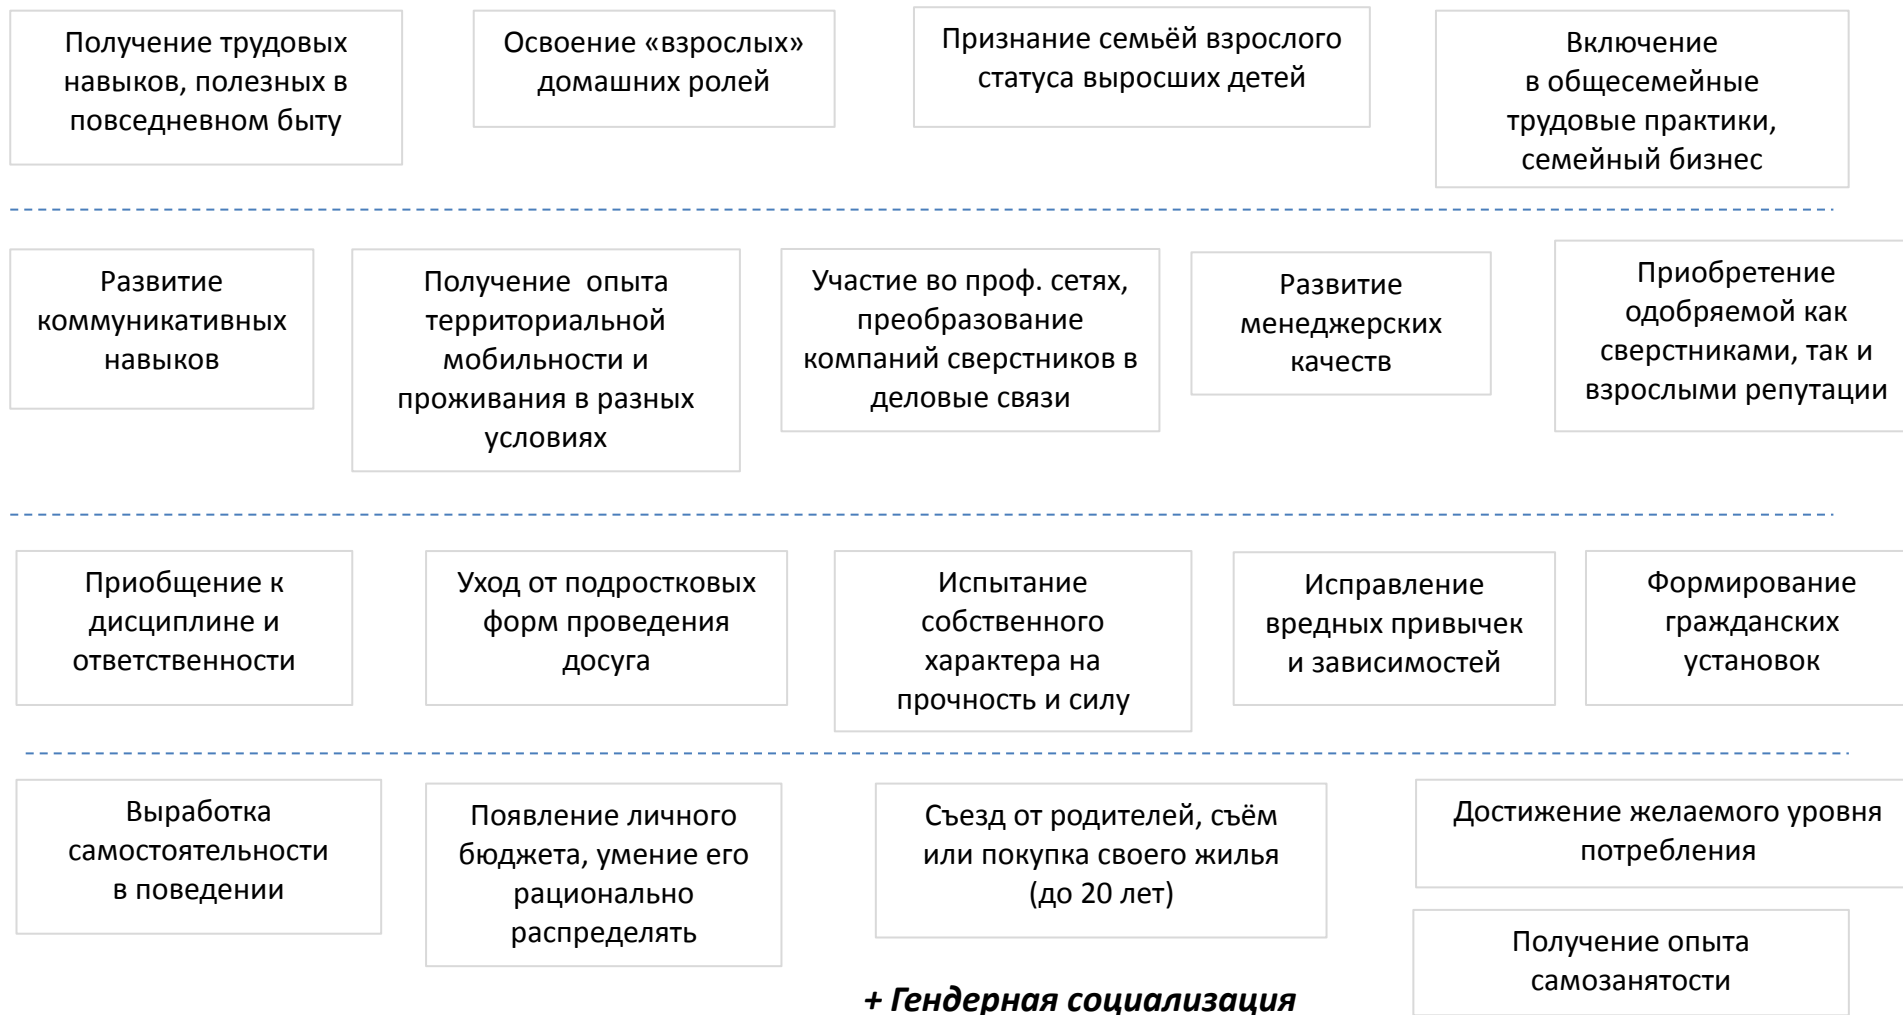 Получение трудовых
навыков, полезных в
повседневном быту
Освоение «взрослых»
домашних ролей
Признание семьёй взрослого
статуса выросших детей
Включение
в общесемейные
трудовые практики,
семейный бизнес
Развитие
коммуникативных
навыков
Получение опыта
территориальной
мобильности и
проживания в разных
условиях
Участие во проф. сетях,
преобразование
компаний сверстников в
деловые связи
Развитие
менеджерских
качеств
Приобретение
одобряемой как
сверстниками, так и
взрослыми репутации
Приобщение к
дисциплине и
ответственности
Уход от подростковых
форм проведения
досуга
Испытание
собственного
характера на
прочность и силу
Исправление
вредных привычек
и зависимостей
Формирование
гражданских
установок
Выработка
самостоятельности
в поведении
Появление личного
бюджета, умение его
рационально
распределять
Съезд от родителей, съём
или покупка своего жилья
(до 20 лет)
Достижение желаемого уровня
потребления
Получение опыта
самозанятости
+ Гендерная социализация